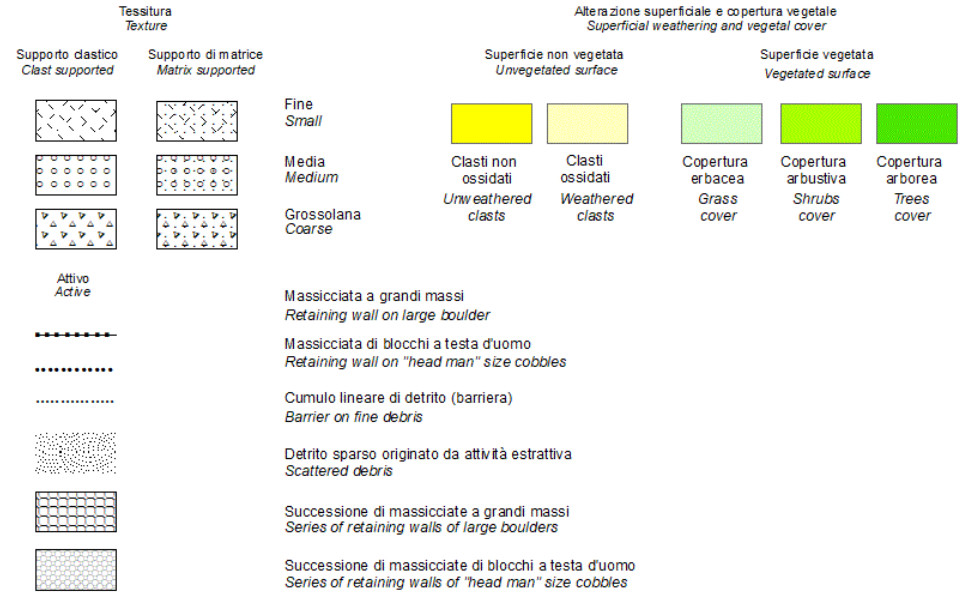 Tessitura
Texture
Supporto clastico
Clast supported
Supporto di matrice
Matrix supported
Fine
Small
Media
Medium
Grossolana
Coarse
Alterazione superficiale e copertura vegetale
Superficial weathering and vegetal cover
Superficie non vegetata
Unvegetated surface
Superficie vegetata
Vegetated surface
Clasti non
ossidati
Unweathered
clasts
Clasti
ossidati
Weathered
clasts
Copertura
erbacea
Grass
cover
Copertura
arbustiva
Shrubs
cover
Copertura
arborea
Trees
cover
Attivo
Active
Massicciata a grandi massi
Retaining wall on large boulder
Massicciata di blocchi a testa d'uomo
Retaining wall on "head man" size cobbles
Cumulo lineare di detrito (barriera)
Barrier on fine debris
Detrito sparso originato da attività estrattiva
Scattered debris
Successione di massicciate a grandi massi
Series of retaining walls of large boulders
Successione di massicciate di blocchi a testa d'uomo
Series of retaining walls of "head man" size cobbles